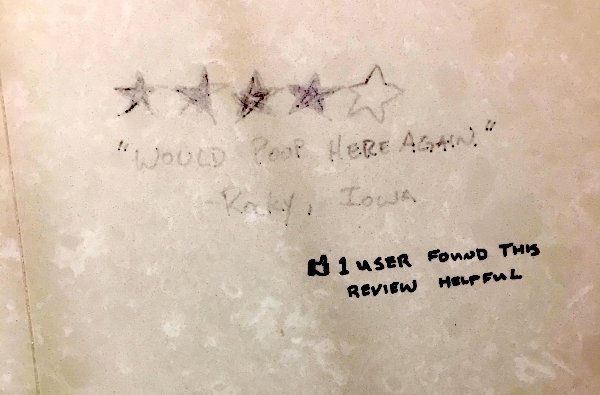 "WOULD POOP HERE AGAIN"
-Rocky, IOWA
1 USER FOUND THIS
REVIEW HELPFUL